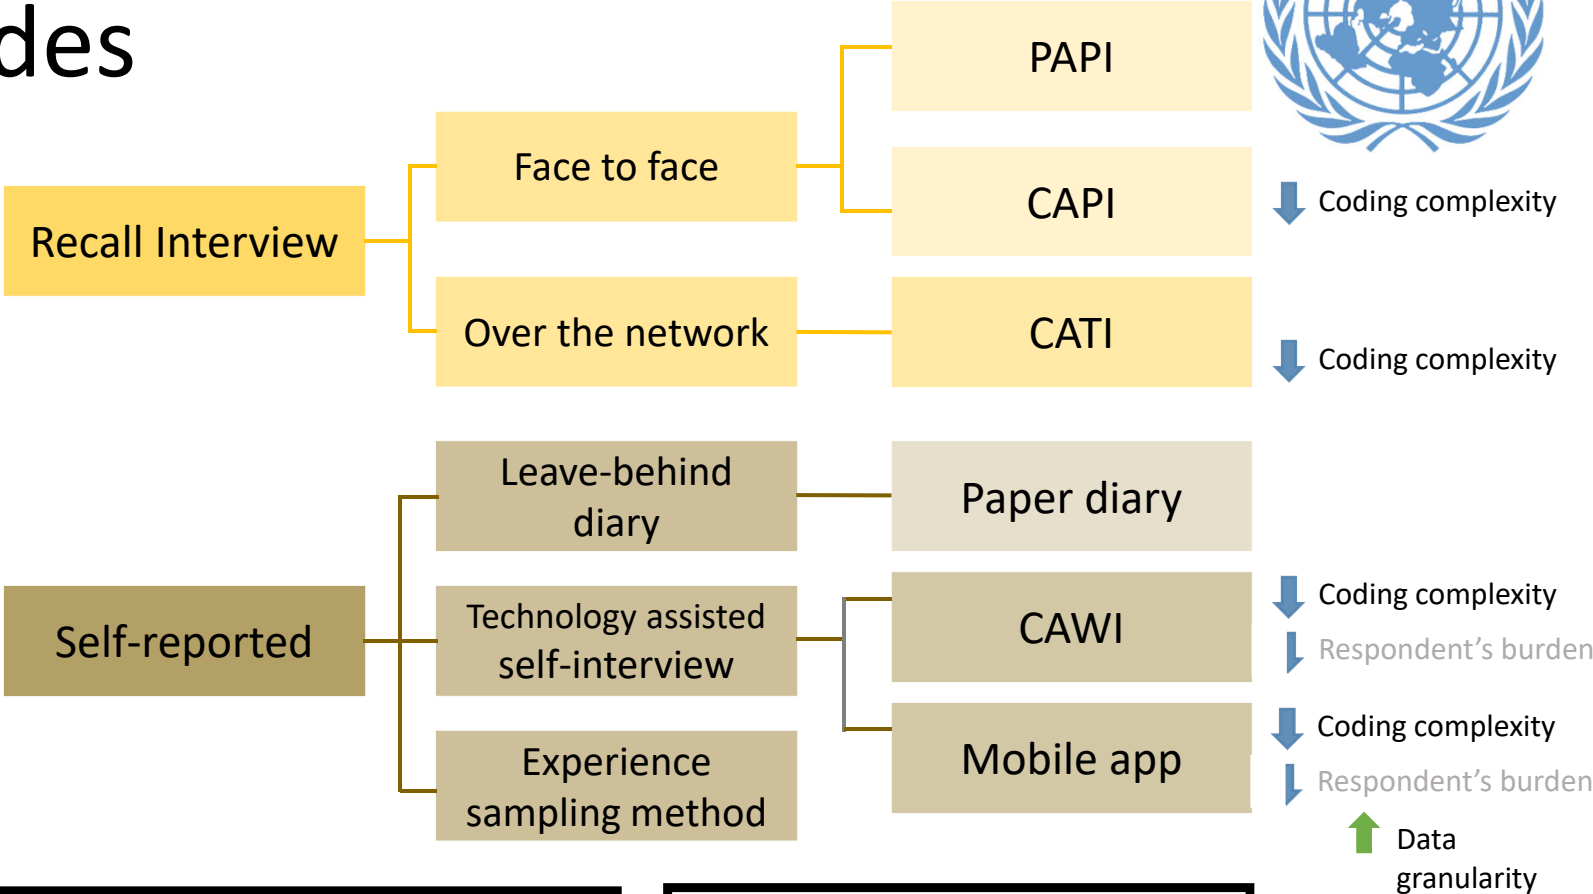 des
PAPI
Face to face
CAPI
Coding complexity
Recall Interview
Over the network
CATI
Coding complexity
Leave-behind
diary
Paper diary
Self-reported
Technology assisted
self-interview
CAWI
Coding complexity
Respondent's burden
Experience
sampling method
Mobile app
Coding complexity
Respondent's burden
Data
granularity